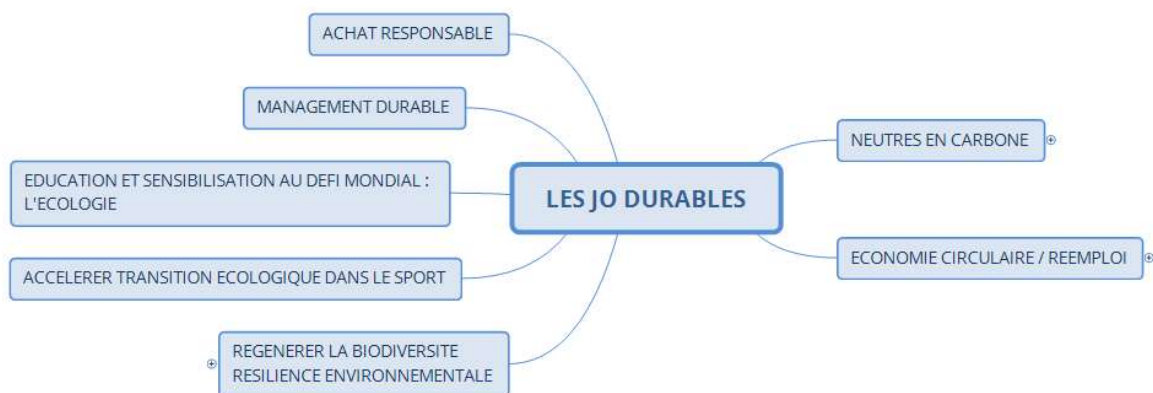 ACHAT RESPONSABLE
MANAGEMENT DURABLE
EDUCATION ET SENSIBILISATION AU DEFI MONDIAL :
L'ECOLOGIE
ACCELERER TRANSITION ECOLOGIQUE DANS LE SPORT
REGENERER LA BIODIVERSITE
RESILIENCE ENVIRONNEMENTALE
LES JO DURABLES
NEUTRES EN CARBONE
ECONOMIE CIRCULAIRE / REEMPLOI